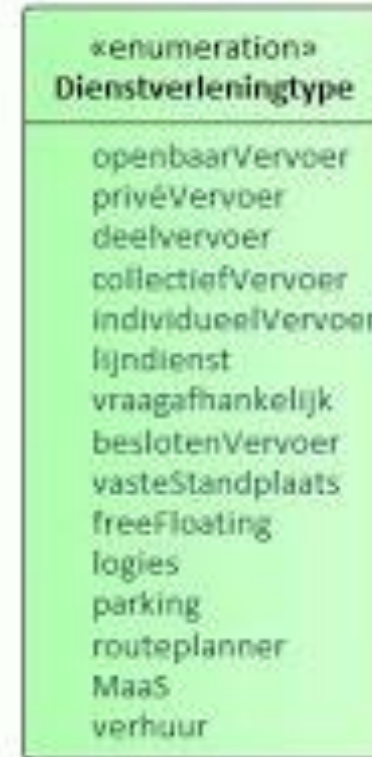 «enumeration»
Dienstverleningtype
openbaarVervoer
privéVervoer
deelvervoer
collectiefVervoer
individueelVervoer
lijndienst
vraagafhankelijk
beslotenVervoer
vasteStandplaats
freeFloating
logies
parking
routeplanner
MaaS
verhuur